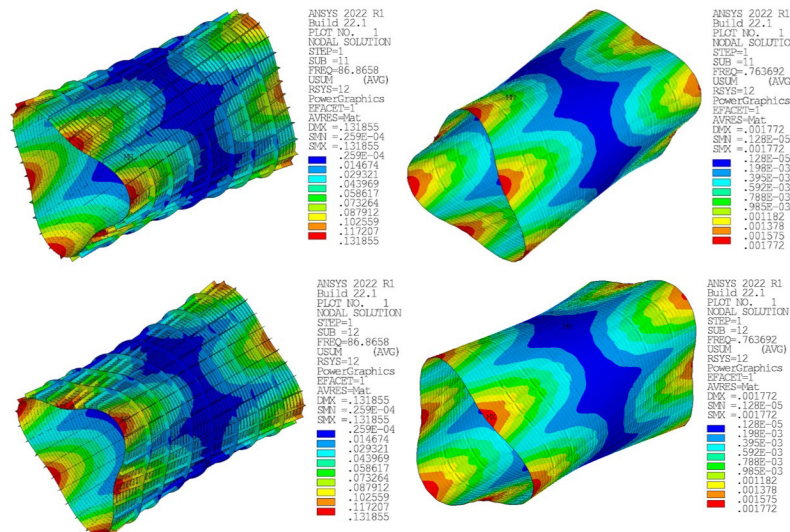 ANSYS 2022 R1
Build 22.1
PLOT NO. 1
NODAL SOLUTION
STEP=1
SUB =11
FREQ=86.8658
USUM (AVG)
RSYS=12
PowerGraphics
EFACET=1
AVRES=Mat
DMX =.131855
SMN =.259E-04
SMX =.131855
.259E-04
.014674
.029321
.043969
.058617
.073264
.087912
.102559
.117207
.131855
ANSYS 2022 R1
Build 22.1
PLOT NO. 1
NODAL SOLUTION
STEP=1
SUB =11
FREQ=.763692
USUM (AVG)
RSYS=12
PowerGraphics
EFACET=1
AVRES=Mat
DMX =.001772
SMN =.128E-05
SMX =.001772
.128E-05
.198E-03
.395E-03
.592E-03
.788E-03
.985E-03
.001182
.001378
.001575
.001772
ANSYS 2022 R1
Build 22.1
PLOT NO. 1
NODAL SOLUTION
STEP=1
SUB =12
FREQ=86.8658
USUM (AVG)
RSYS=12
PowerGraphics
EFACET=1
AVRES=Mat
DMX =.131855
SMN =.259E-04
SMX =.131855
.259E-04
.014674
.029321
.043969
.058617
.073264
.087912
.102559
.117207
.131855
ANSYS 2022 R1
Build 22.1
PLOT NO. 1
NODAL SOLUTION
STEP=1
SUB =12
FREQ=.763692
USUM (AVG)
RSYS=12
PowerGraphics
EFACET=1
AVRES=Mat
DMX =.001772
SMN =.128E-05
SMX =.001772
.128E-05
.198E-03
.395E-03
.592E-03
.788E-03
.985E-03
.001182
.001378
.001575
.001772